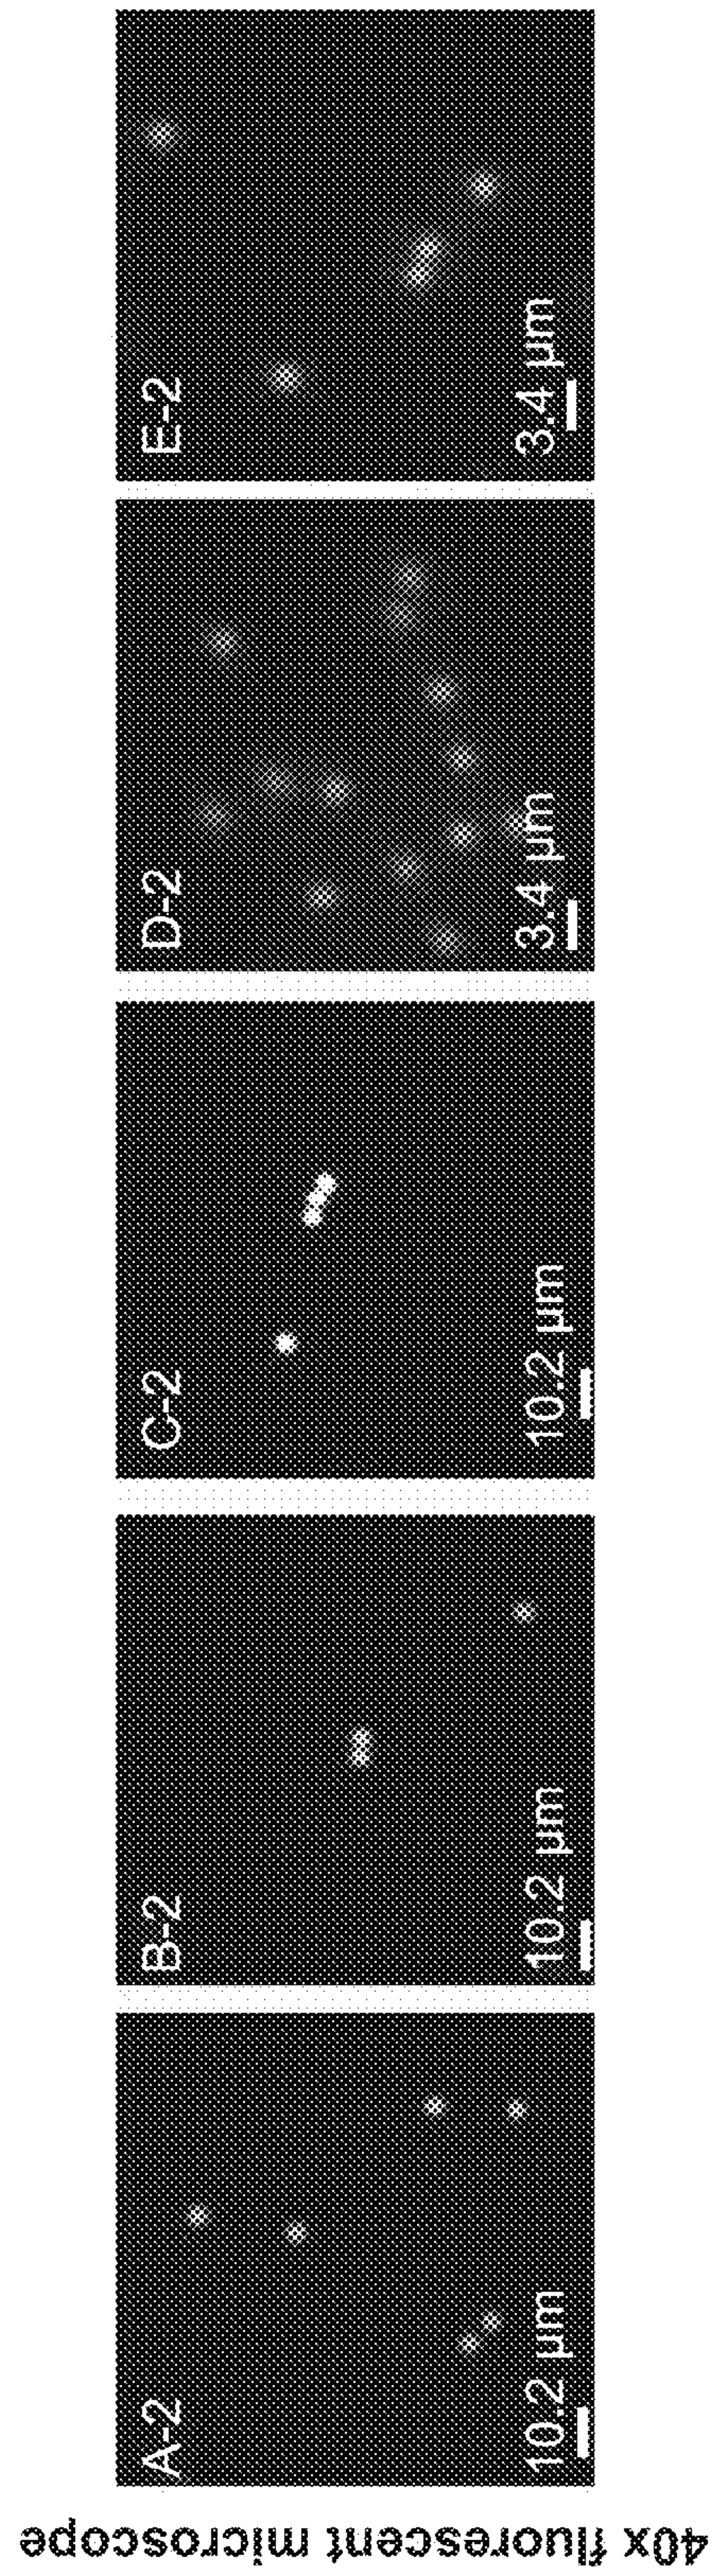 40x fluorescent microscope
A-2
10.2 µm
B-2
10.2 µm
C-2
10.2 µm
D-2
3.4 µm
E-2
3.4 µm